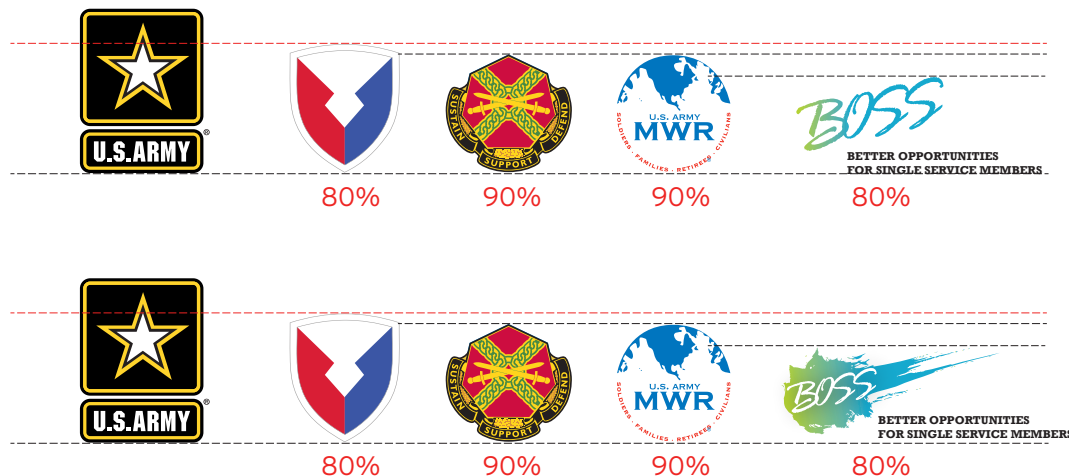 U.S.ARMY ®
SUSTAIN SUPPORT DEFEND
U.S. ARMY
MWR
SOLDIERS · FAMILIES · RETIREES · CIVILIANS
BOSS
BETTER OPPORTUNITIES
FOR SINGLE SERVICE MEMBERS
80% 90% 90% 80%
U.S.ARMY ®
SUSTAIN SUPPORT DEFEND
U.S. ARMY
MWR
SOLDIERS · FAMILIES · RETIREES · CIVILIANS
BOSS
BETTER OPPORTUNITIES
FOR SINGLE SERVICE MEMBERS
80% 90% 90% 80%